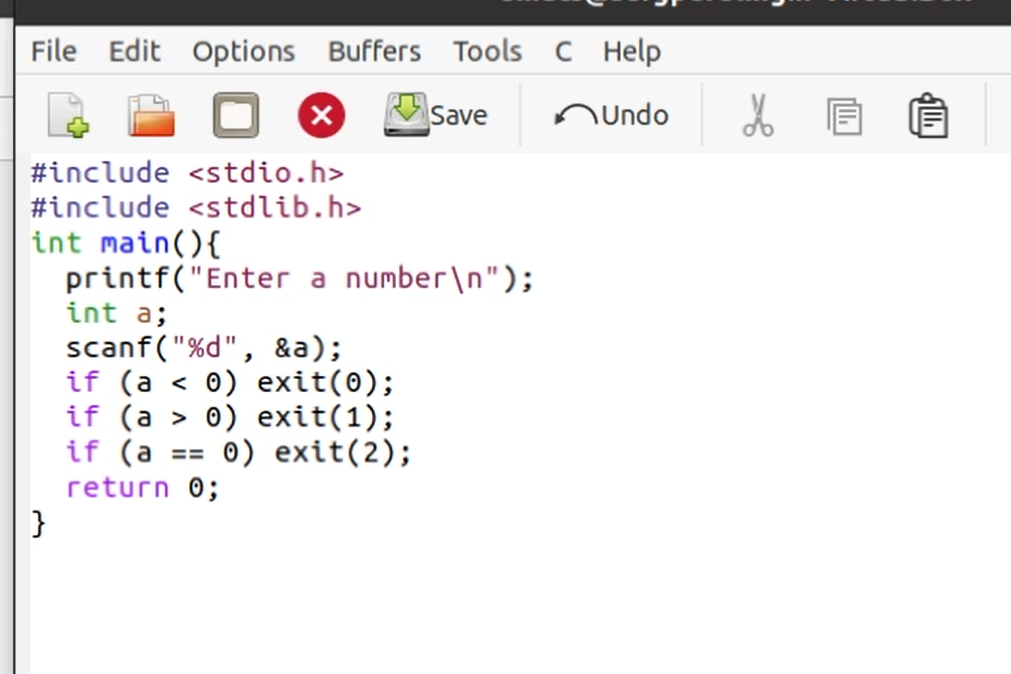 File Edit Options Buffers Tools C Help
Save Undo
#include <stdio.h>
#include <stdlib.h>
int main(){
  printf("Enter a number\n");
  int a;
  scanf("%d", &a);
  if (a < 0) exit(0);
  if (a > 0) exit(1);
  if (a == 0) exit(2);
  return 0;
}